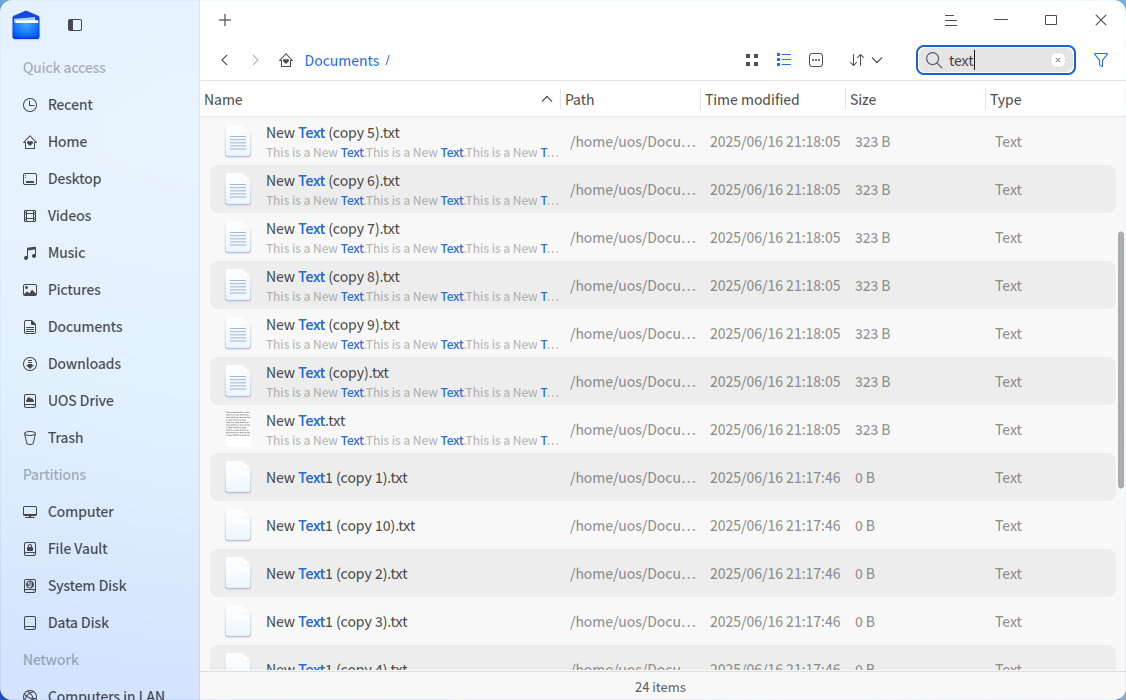 Quick access
Recent
Home
Desktop
Videos
Music
Pictures
Documents
Downloads
UOS Drive
Trash
Partitions
Computer
File Vault
System Disk
Data Disk
Network
Computers in LAN
Documents /
text
Name Path Time modified Size Type
New Text (copy 5).txt
This is a New Text.This is a New Text.This is a New T…
/home/uos/Docu… 2025/06/16 21:18:05 323 B Text
New Text (copy 6).txt
This is a New Text.This is a New Text.This is a New T…
/home/uos/Docu… 2025/06/16 21:18:05 323 B Text
New Text (copy 7).txt
This is a New Text.This is a New Text.This is a New T…
/home/uos/Docu… 2025/06/16 21:18:05 323 B Text
New Text (copy 8).txt
This is a New Text.This is a New Text.This is a New T…
/home/uos/Docu… 2025/06/16 21:18:05 323 B Text
New Text (copy 9).txt
This is a New Text.This is a New Text.This is a New T…
/home/uos/Docu… 2025/06/16 21:18:05 323 B Text
New Text (copy).txt
This is a New Text.This is a New Text.This is a New T…
/home/uos/Docu… 2025/06/16 21:18:05 323 B Text
New Text.txt
This is a New Text.This is a New Text.This is a New T…
/home/uos/Docu… 2025/06/16 21:18:05 323 B Text
New Text1 (copy 1).txt /home/uos/Docu… 2025/06/16 21:17:46 0 B Text
New Text1 (copy 10).txt /home/uos/Docu… 2025/06/16 21:17:46 0 B Text
New Text1 (copy 2).txt /home/uos/Docu… 2025/06/16 21:17:46 0 B Text
New Text1 (copy 3).txt /home/uos/Docu… 2025/06/16 21:17:46 0 B Text
New Text1 (copy 4).txt /home/uos/Docu… 2025/06/16 21:17:46 0 B Text
24 items